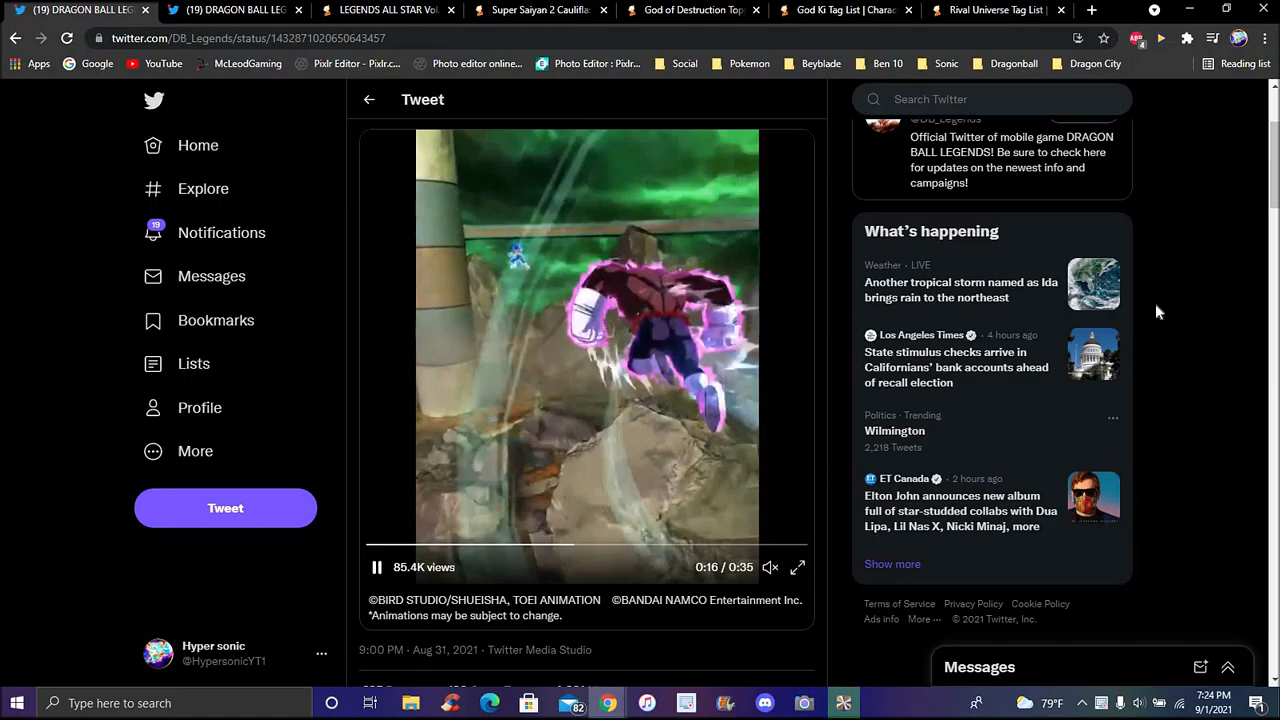 (19) DRAGON BALL LEG
(19) DRAGON BALL LEG
LEGENDS ALL STAR Vol.
Super Saiyan 2 Caulifla
God of Destruction Top
God Ki Tag List | Charac
Rival Universe Tag List |
twitter.com/DB_Legends/status/1432871020650643457
4
Apps
Google
YouTube
McLeodGaming
Pixlr Editor - Pixlr.c...
Photo editor online...
Photo Editor : Pixr...
Social
Pokemon
Beyblade
Ben 10
Sonic
Dragonball
Dragon City
Reading list
Home
Explore
19
Notifications
Messages
Bookmarks
Lists
Profile
More
Tweet
Hyper sonic
@HypersonicYT1
Tweet
85.4K views
0:16 / 0:35
©BIRD STUDIO/SHUEISHA, TOEI ANIMATION ©BANDAI NAMCO Entertainment Inc.
*Animations may be subject to change.
9:00 PM · Aug 31, 2021 · Twitter Media Studio
Search Twitter
@DB_Legends
Official Twitter of mobile game DRAGON
BALL LEGENDS! Be sure to check here
for updates on the newest info and
campaigns!
What's happening
Weather · LIVE
Another tropical storm named as Ida
brings rain to the northeast
Los Angeles Times · 4 hours ago
State stimulus checks arrive in
Californians' bank accounts ahead
of recall election
Politics · Trending
Wilmington
2,218 Tweets
ET Canada · 2 hours ago
Elton John announces new album
full of star-studded collabs with Dua
Lipa, Lil Nas X, Nicki Minaj, more
Show more
Terms of Service Privacy Policy Cookie Policy
Ads info More ··· © 2021 Twitter, Inc.
Messages
Type here to search
82
79°F
7:24 PM
9/1/2021
1